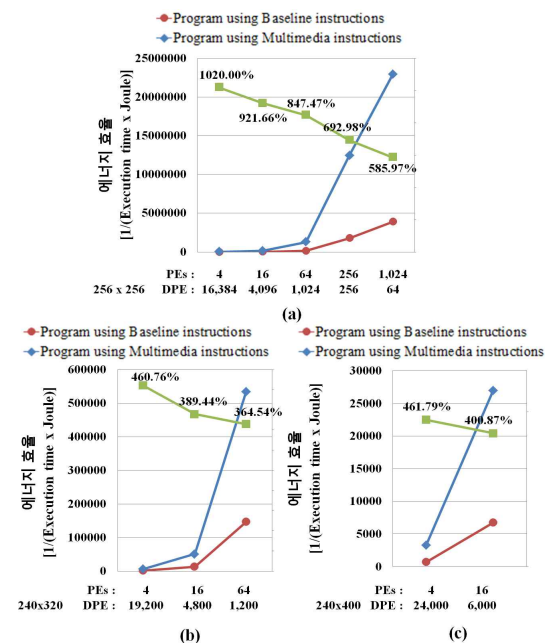 Program using Baseline instructions
Program using Multimedia instructions
에너지 효율
[1/(Execution time x Joule)]
25000000
20000000
15000000
10000000
5000000
0
1020.00%
921.66%
847.47%
692.98%
585.97%
PEs : 4 16 64 256 1,024
256 x 256 DPE : 16,384 4,096 1,024 256 64
(a)
Program using Baseline instructions
Program using Multimedia instructions
에너지 효율
[1/(Execution time x Joule)]
600000
500000
400000
300000
200000
100000
0
460.76%
389.44%
364.54%
PEs : 4 16 64
240x320 DPE : 19,200 4,800 1,200
(b)
Program using Baseline instructions
Program using Multimedia instructions
에너지 효율
[1/(Execution time x Joule)]
30000
25000
20000
15000
10000
5000
0
461.79%
400.87%
PEs : 4 16
240x400 DPE : 24,000 6,000
(c)